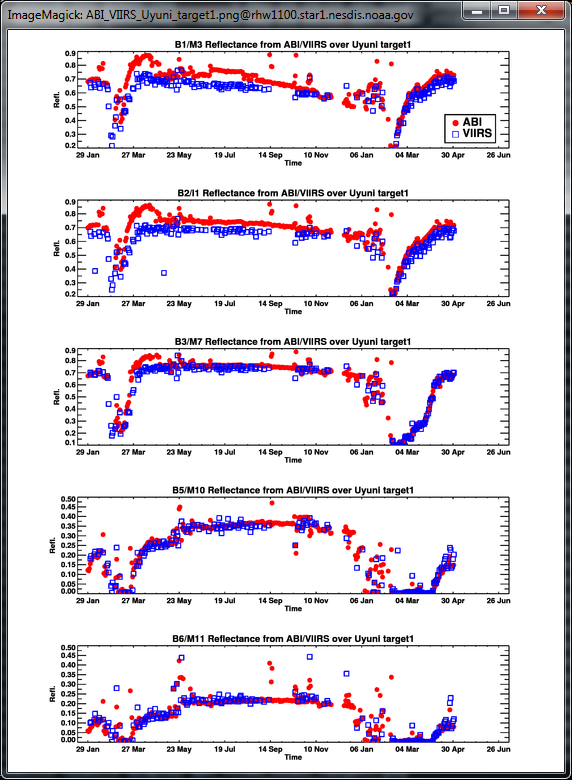 ImageMagick: ABI_VIIRS_Uyuni_target1.png@rhw1100.star1.nesdis.noaa.gov
B1/M3 Reflectance from ABI/VIIRS over Uyuni target1
Refl.
0.9
0.8
0.7
0.6
0.5
0.4
0.3
0.2
ABI
VIIRS
29 Jan 27 Mar 23 May 19 Jul 14 Sep 10 Nov 06 Jan 04 Mar 30 Apr 26 Jun
Time
B2/I1 Reflectance from ABI/VIIRS over Uyuni target1
Refl.
0.9
0.8
0.7
0.6
0.5
0.4
0.3
0.2
29 Jan 27 Mar 23 May 19 Jul 14 Sep 10 Nov 06 Jan 04 Mar 30 Apr 26 Jun
Time
B3/M7 Reflectance from ABI/VIIRS over Uyuni target1
Refl.
0.9
0.8
0.7
0.6
0.5
0.4
0.3
0.2
0.1
29 Jan 27 Mar 23 May 19 Jul 14 Sep 10 Nov 06 Jan 04 Mar 30 Apr 26 Jun
Time
B5/M10 Reflectance from ABI/VIIRS over Uyuni target1
Refl.
0.50
0.45
0.40
0.35
0.30
0.25
0.20
0.15
0.10
0.05
0.00
29 Jan 27 Mar 23 May 19 Jul 14 Sep 10 Nov 06 Jan 04 Mar 30 Apr 26 Jun
Time
B6/M11 Reflectance from ABI/VIIRS over Uyuni target1
Refl.
0.50
0.45
0.40
0.35
0.30
0.25
0.20
0.15
0.10
0.05
0.00
29 Jan 27 Mar 23 May 19 Jul 14 Sep 10 Nov 06 Jan 04 Mar 30 Apr 26 Jun
Time